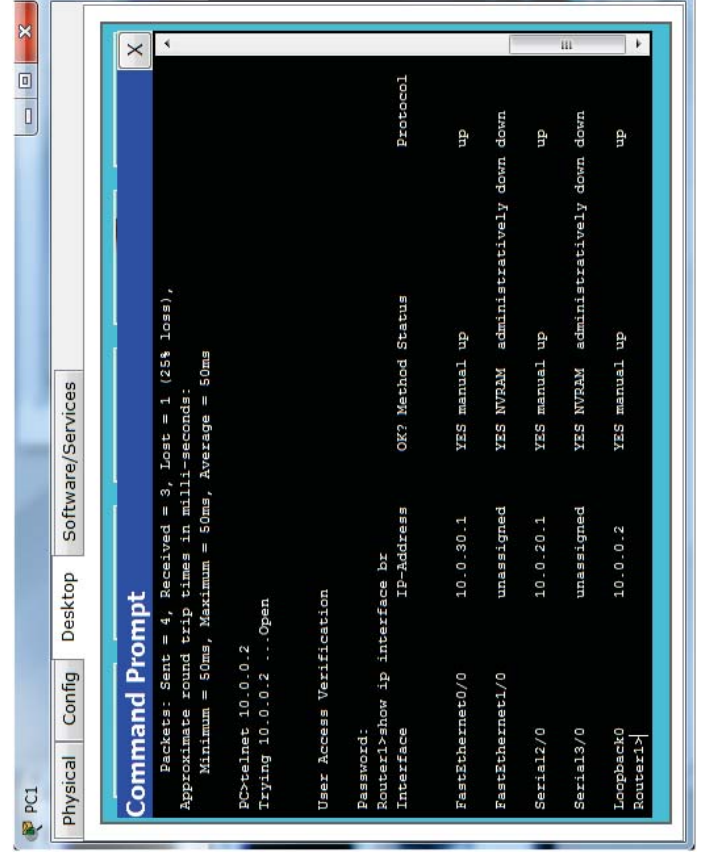 PC1
Physical Config Desktop Software/Services
Command Prompt
X
Packets: Sent = 4, Received = 3, Lost = 1 (25% loss),
Approximate round trip times in milli-seconds:
Minimum = 50ms, Maximum = 50ms, Average = 50ms
PC>telnet 10.0.0.2
Trying 10.0.0.2 ...Open
User Access Verification
Password:
Router1>show ip interface br
Interface IP-Address OK? Method Status Protocol
FastEthernet0/0 10.0.30.1 YES manual up up
FastEthernet1/0 unassigned YES NVRAM administratively down down
Serial2/0 10.0.20.1 YES manual up up
Serial3/0 unassigned YES NVRAM administratively down down
Loopback0 10.0.0.2 YES manual up up
Router1>